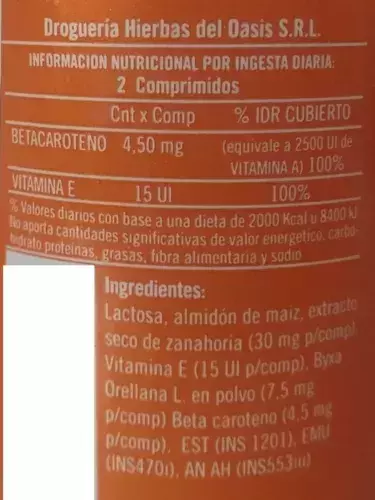 Droguería Hierbas del Oasis S.R.L.
INFORMACION NUTRICIONAL POR INGESTA DIARIA:
2 Comprimidos
Cnt x Comp % IDR CUBIERTO
BETACAROTENO 4,50 mg (equivale a 2500 UI de
VITAMINA A) 100%
VITAMINA E 15 UI 100%
% Valores diarios con base a una dieta de 2000 Kcal u 8400 kJ
No aporta cantidades significativas de valor energético, carbo-
hidrato proteínas, grasas, fibra alimentaria y sodio
Ingredientes:
Lactosa, almidón de maiz, extracto
seco de zanahoria (30 mg p/comp),
Vitamina E (15 UI p/comp), Byxa
Orellana L. en polvo (7,5 mg
p/comp) Beta caroteno (4,5 mg
p/comp), EST (INS 1201), EMU
(INS470i), AN AH (INS553iii)